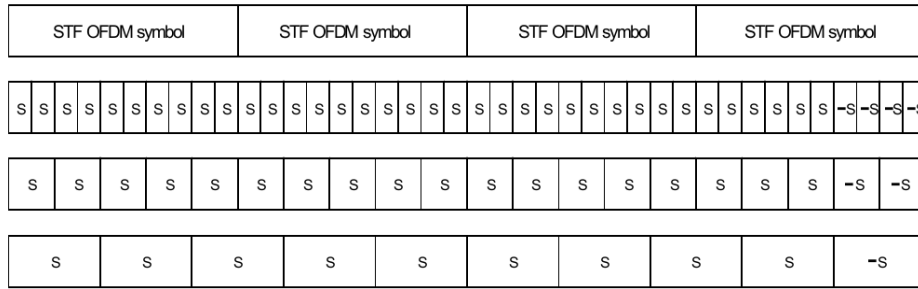 STF OFDM symbol STF OFDM symbol STF OFDM symbol STF OFDM symbol
S S S S S S S S S S S S S S S S S S S S S S S S S S S S S S S S S S S S -S -S -S -S
S S S S S S S S S S S S S S S S S S -S -S
S S S S S S S S S -S